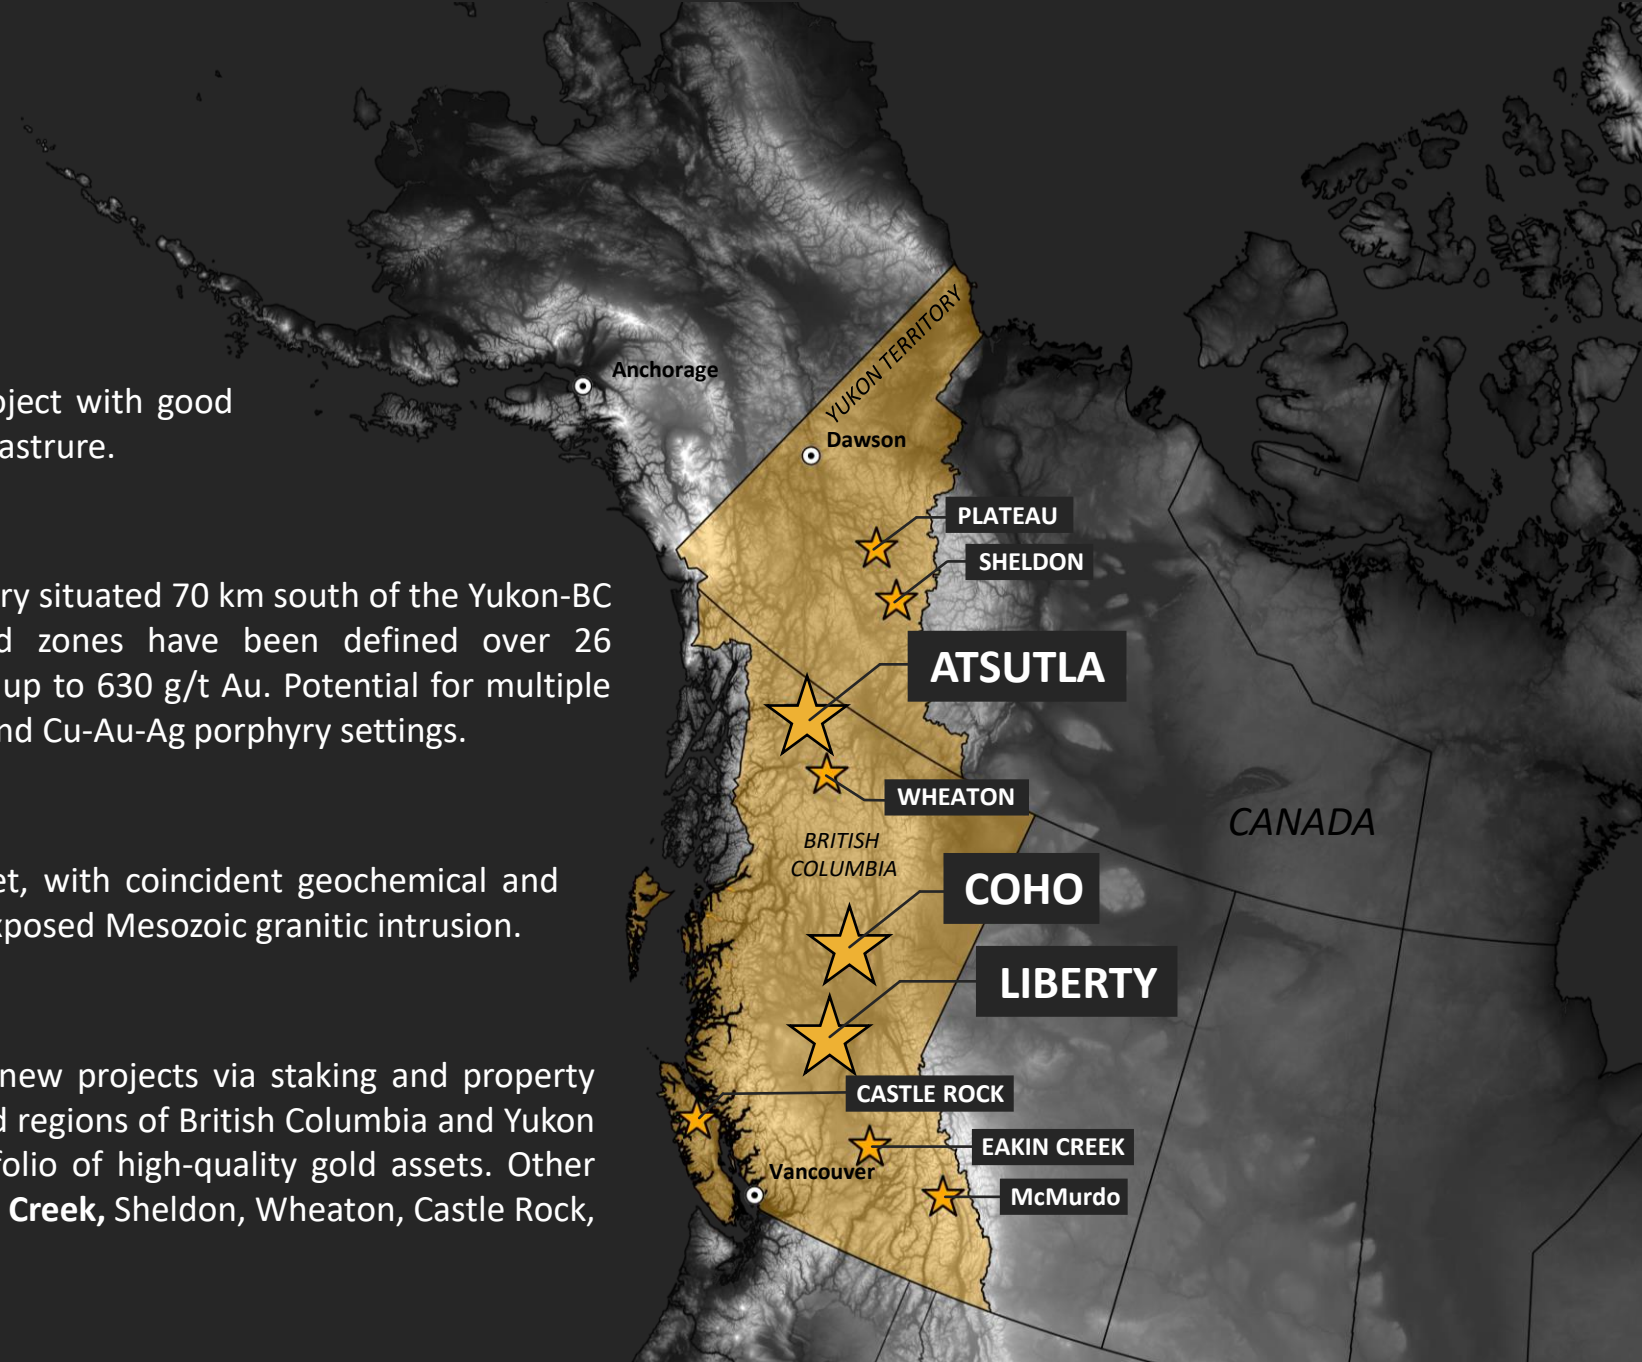 oject with good
astrure.
ry situated 70 km south of the Yukon-BC
d zones have been defined over 26
up to 630 g/t Au. Potential for multiple
nd Cu-Au-Ag porphyry settings.
et, with coincident geochemical and
xposed Mesozoic granitic intrusion.
new projects via staking and property
d regions of British Columbia and Yukon
folio of high-quality gold assets. Other
Creek, Sheldon, Wheaton, Castle Rock,
Anchorage
YUKON TERRITORY
Dawson
PLATEAU
SHELDON
ATSUTLA
WHEATON
BRITISH
COLUMBIA
CANADA
COHO
LIBERTY
CASTLE ROCK
EAKIN CREEK
Vancouver
McMurdo